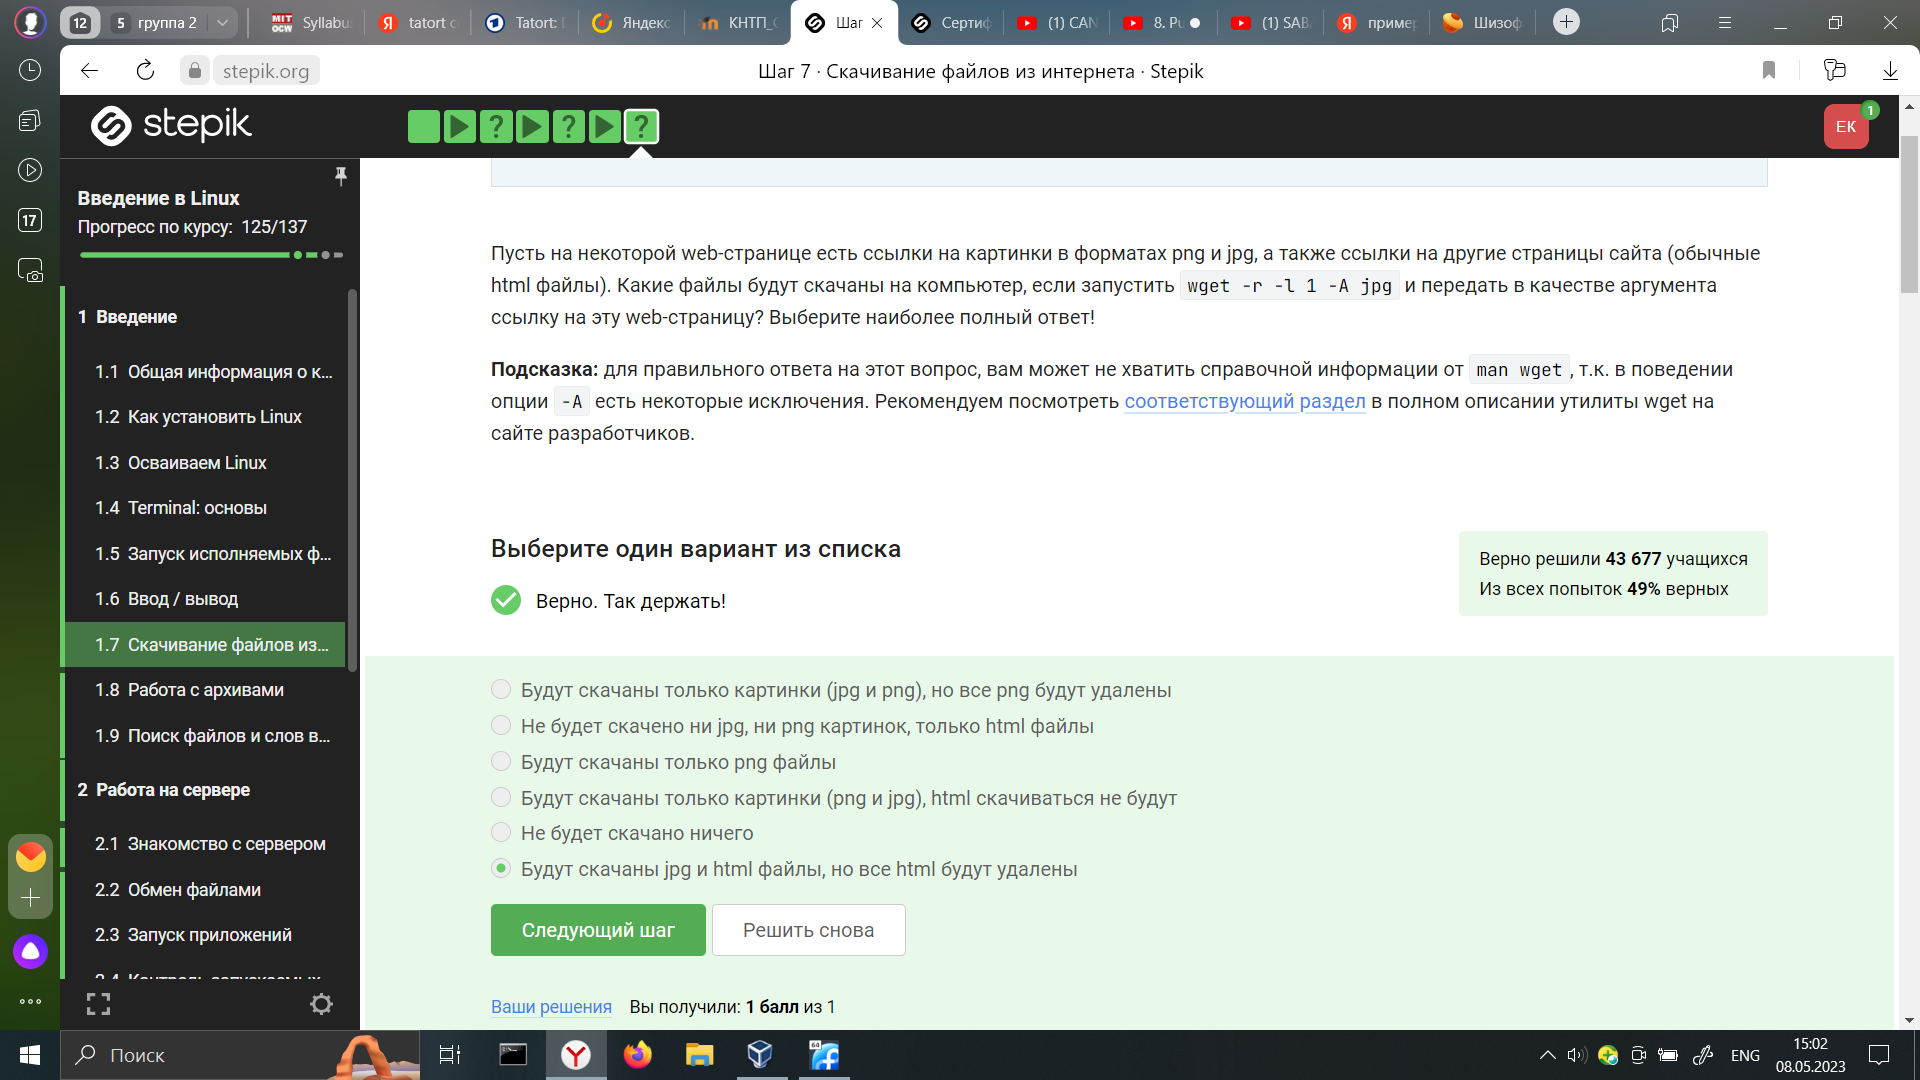 12
5 группа 2
MIT OCW Syllabu
tatort c
Tatort: 
Яндекс
КНТП_
Шаг
Сертиф
(1) CAN
8. Pu
(1) SAB
пример
Шизоф
stepik.org
Шаг 7 · Скачивание файлов из интернета · Stepik
17
stepik
?
?
?
ЕК
1
Введение в Linux
Прогресс по курсу: 125/137
1 Введение
1.1 Общая информация о к...
1.2 Как установить Linux
1.3 Осваиваем Linux
1.4 Terminal: основы
1.5 Запуск исполняемых ф...
1.6 Ввод / вывод
1.7 Скачивание файлов из...
1.8 Работа с архивами
1.9 Поиск файлов и слов в...
2 Работа на сервере
2.1 Знакомство с сервером
2.2 Обмен файлами
2.3 Запуск приложений
Пусть на некоторой web-странице есть ссылки на картинки в форматах png и jpg, а также ссылки на другие страницы сайта (обычные
html файлы). Какие файлы будут скачаны на компьютер, если запустить wget -r -l 1 -A jpg и передать в качестве аргумента
ссылку на эту web-страницу? Выберите наиболее полный ответ!
Подсказка: для правильного ответа на этот вопрос, вам может не хватить справочной информации от man wget, т.к. в поведении
опции -A есть некоторые исключения. Рекомендуем посмотреть соответствующий раздел в полном описании утилиты wget на
сайте разработчиков.
Выберите один вариант из списка
Верно. Так держать!
Верно решили 43 677 учащихся
Из всех попыток 49% верных
Будут скачаны только картинки (jpg и png), но все png будут удалены
Не будет скачено ни jpg, ни png картинок, только html файлы
Будут скачаны только png файлы
Будут скачаны только картинки (png и jpg), html скачиваться не будут
Не будет скачано ничего
Будут скачаны jpg и html файлы, но все html будут удалены
Следующий шаг
Решить снова
Ваши решения Вы получили: 1 балл из 1
Поиск
64
ENG
15:02
08.05.2023